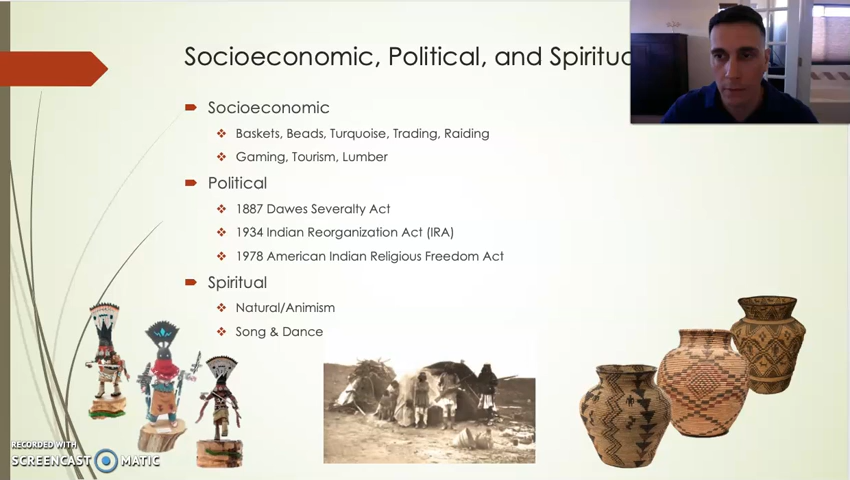 Socioeconomic, Political, and Spiritu
Socioeconomic
Baskets, Beads, Turquoise, Trading, Raiding
Gaming, Tourism, Lumber
Political
1887 Dawes Severalty Act
1934 Indian Reorganization Act (IRA)
1978 American Indian Religious Freedom Act
Spiritual
Natural/Animism
Song & Dance
RECORDED WITH
SCREENCAST MATIC